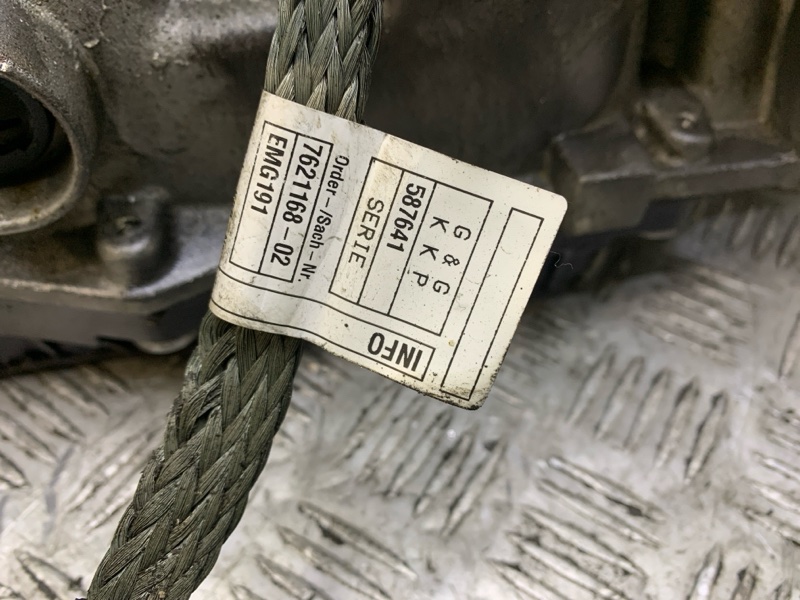 G & G
K K P
587641
SERIE
Order-/Sach-Nr.
7621168-02
EMG191
INFO